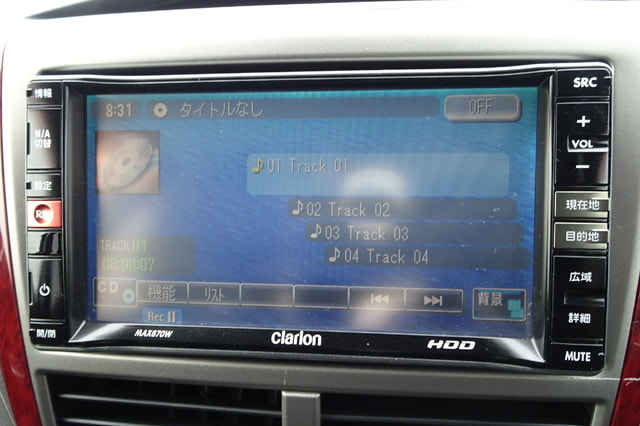 情報
N/A
切替
設定
開/閉
8:31 タイトルなし OFF
01 Track 01
02 Track 02
03 Track 03
04 Track 04
TRACK 01
00:00:07
CD 機能 リスト 背景
Rec
MAX670W clarion HDD
SRC
+
VOL
−
現在地
目的地
広域
詳細
MUTE